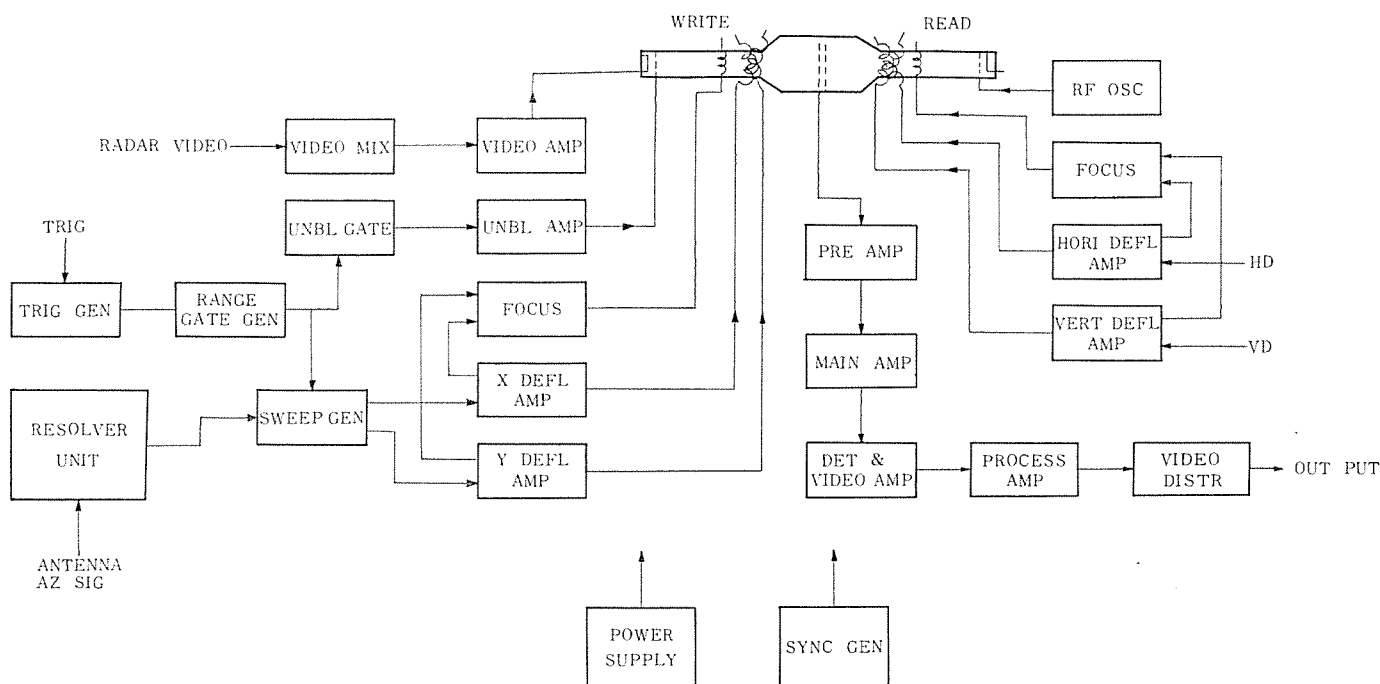 WRITE
READ
RF OSC
RADAR VIDEO
VIDEO MIX
VIDEO AMP
FOCUS
TRIG
UNBL GATE
UNBL AMP
PRE AMP
HORI DEFL
AMP
HD
TRIG GEN
RANGE
GATE GEN
FOCUS
VERT DEFL
AMP
VD
MAIN AMP
X DEFL
AMP
RESOLVER
UNIT
SWEEP GEN
Y DEFL
AMP
DET &
VIDEO AMP
PROCESS
AMP
VIDEO
DISTR
OUT PUT
ANTENNA
AZ SIG
POWER
SUPPLY
SYNC GEN